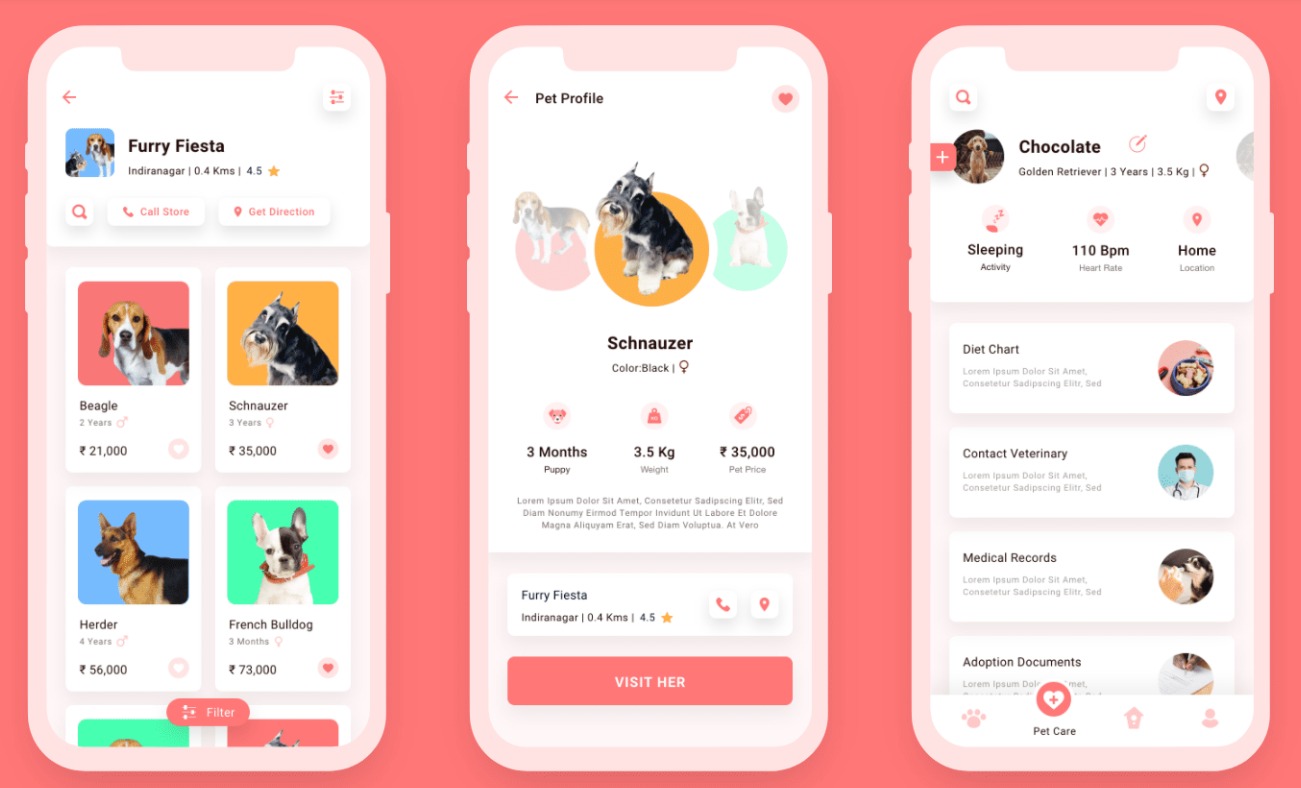 Furry Fiesta
Indiranagar | 0.4 Kms | 4.5
Call Store
Get Direction
Beagle
2 Years
₹ 21,000
Schnauzer
3 Years
₹ 35,000
Herder
4 Years
₹ 56,000
French Bulldog
3 Months
₹ 73,000
Filter
Pet Profile
Schnauzer
Color:Black |
3 Months
Puppy
3.5 Kg
Weight
₹ 35,000
Pet Price
Lorem Ipsum Dolor Sit Amet, Consetetur Sadipscing Elitr, Sed
Diam Nonumy Eirmod Tempor Invidunt Ut Labore Et Dolore
Magna Aliquyam Erat, Sed Diam Voluptua. At Vero
Furry Fiesta
Indiranagar | 0.4 Kms | 4.5
VISIT HER
Chocolate
Golden Retriever | 3 Years | 3.5 Kg |
Sleeping
Activity
110 Bpm
Heart Rate
Home
Location
Diet Chart
Lorem Ipsum Dolor Sit Amet,
Consetetur Sadipscing Elitr, Sed
Contact Veterinary
Lorem Ipsum Dolor Sit Amet,
Consetetur Sadipscing Elitr, Sed
Medical Records
Lorem Ipsum Dolor Sit Amet,
Consetetur Sadipscing Elitr, Sed
Adoption Documents
Lorem Ipsum Dolor Sit Amet,
Pet Care